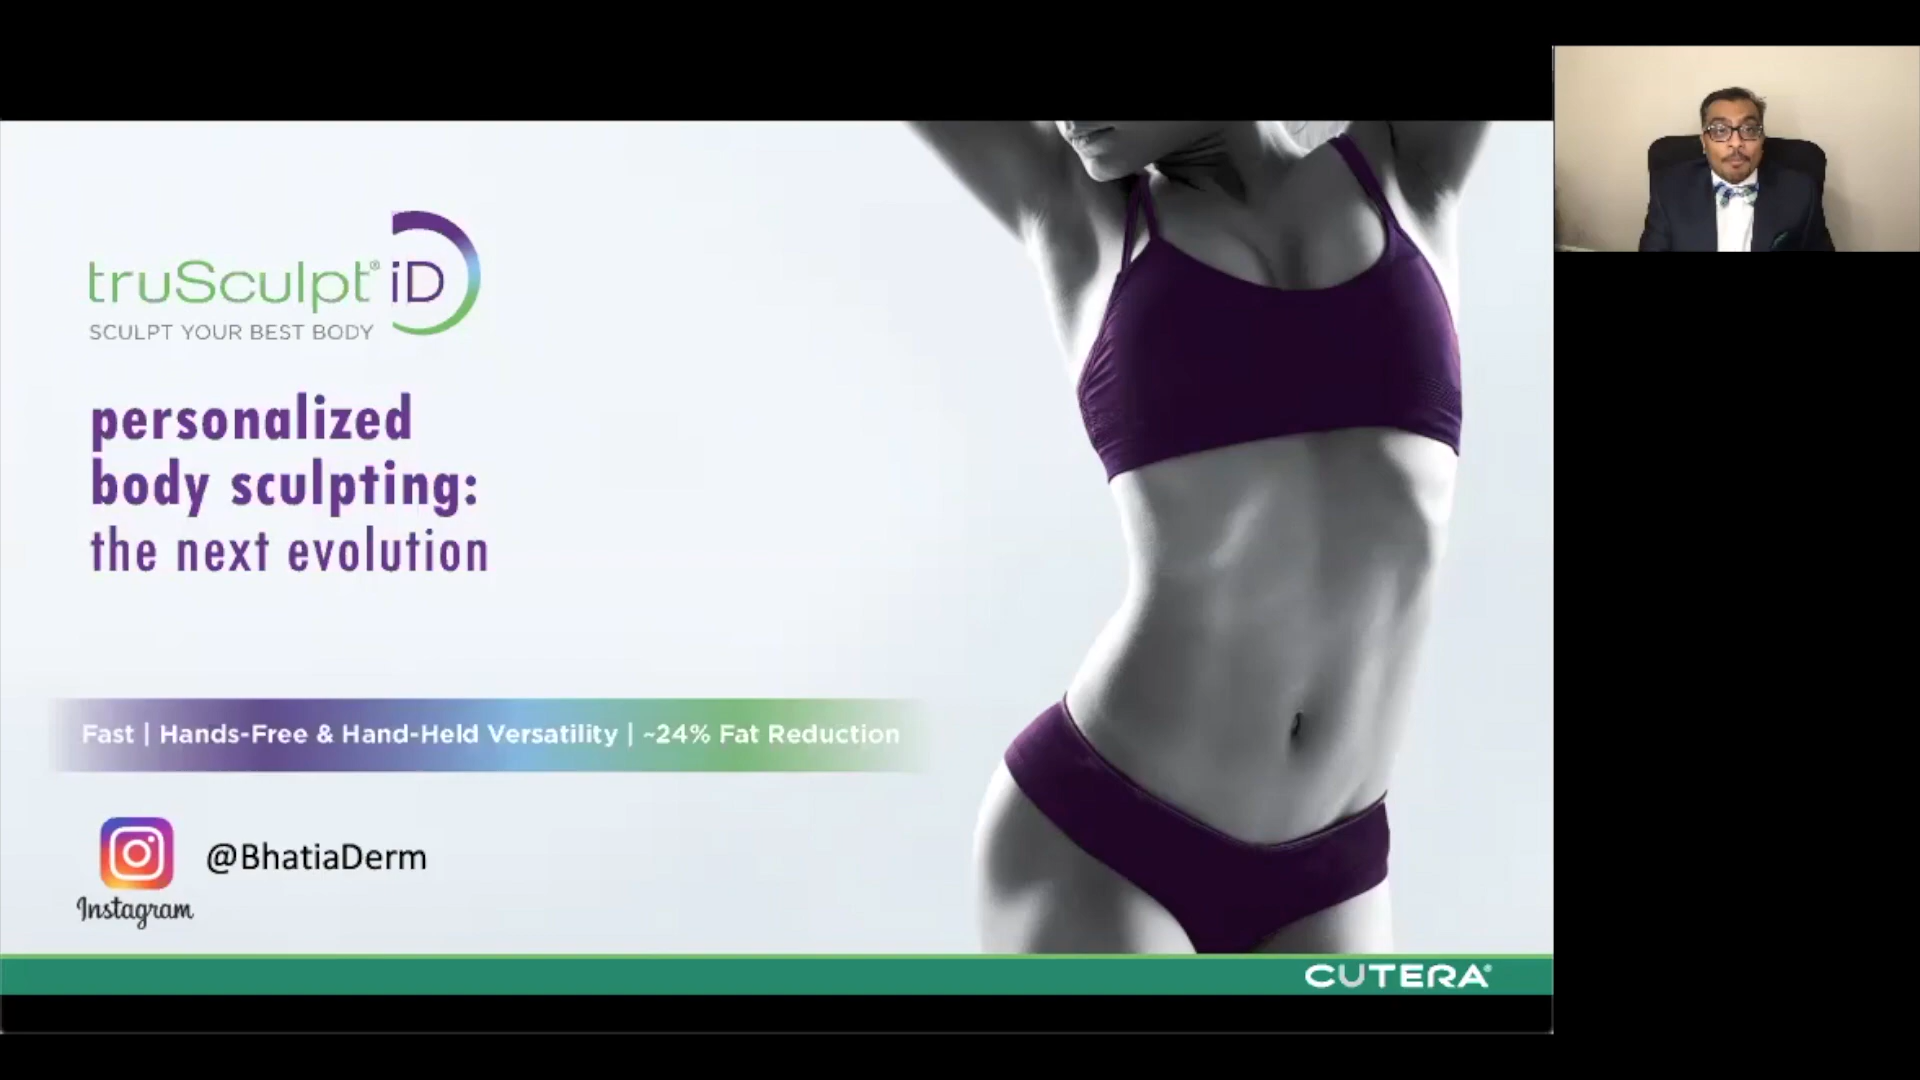 truSculpt® iD
SCULPT YOUR BEST BODY
personalized
body sculpting:
the next evolution
Fast | Hands-Free & Hand-Held Versatility | ~24% Fat Reduction
@BhatiaDerm
Instagram
CUTERA®